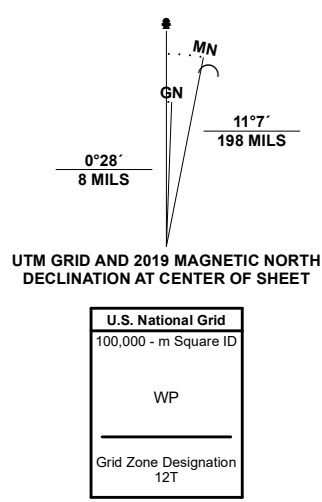 MN
GN
0°28´
8 MILS
11°7´
198 MILS
UTM GRID AND 2019 MAGNETIC NORTH
DECLINATION AT CENTER OF SHEET
U.S. National Grid
100,000 - m Square ID
WP
Grid Zone Designation
12T